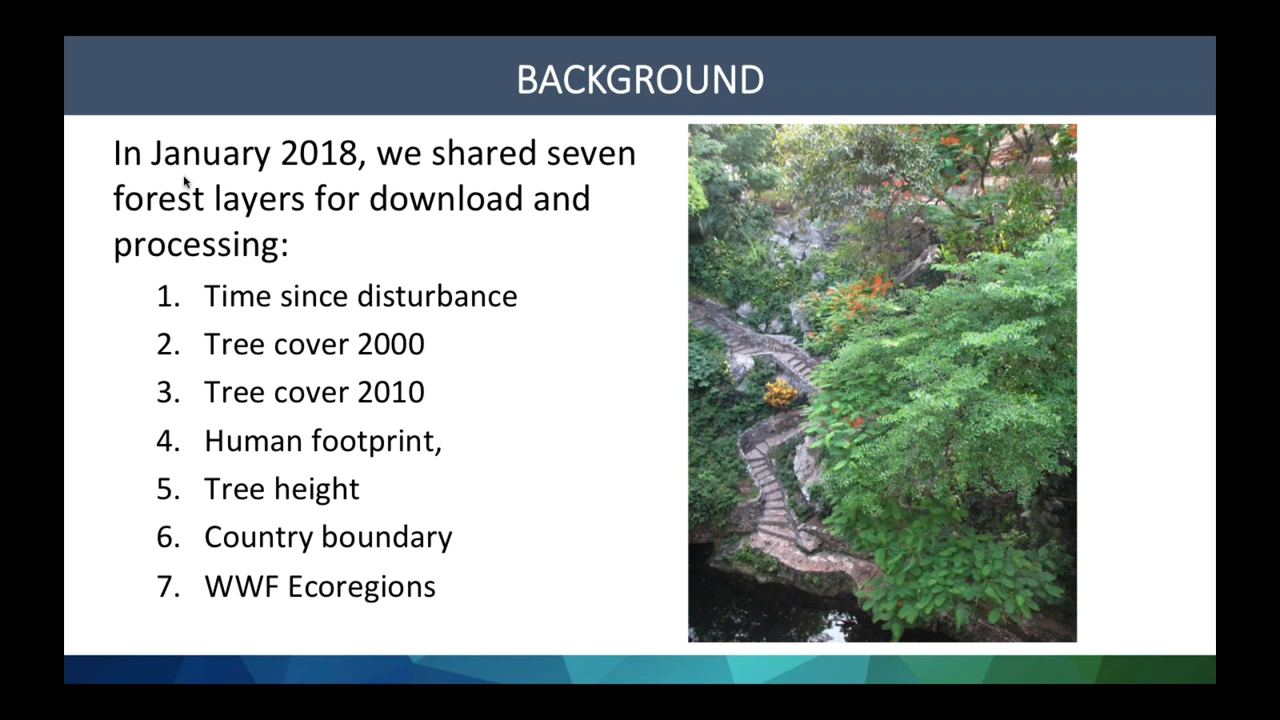 BACKGROUND
In January 2018, we shared seven
forest layers for download and
processing:
1. Time since disturbance
2. Tree cover 2000
3. Tree cover 2010
4. Human footprint,
5. Tree height
6. Country boundary
7. WWF Ecoregions